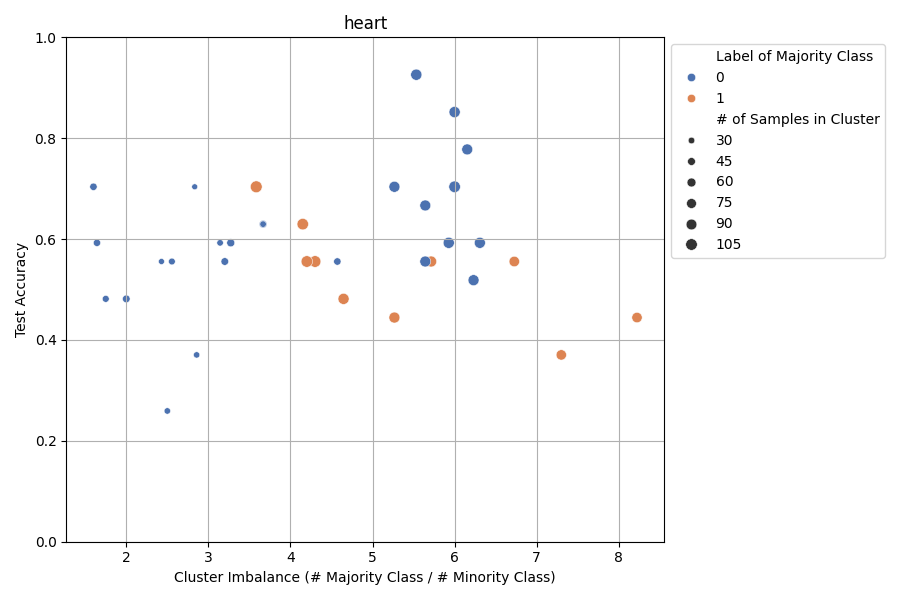 heart
1.0
0.8
0.6
0.4
0.2
0.0
Test Accuracy
2 3 4 5 6 7 8
Cluster Imbalance (# Majority Class / # Minority Class)
Label of Majority Class
0
1
# of Samples in Cluster
30
45
60
75
90
105